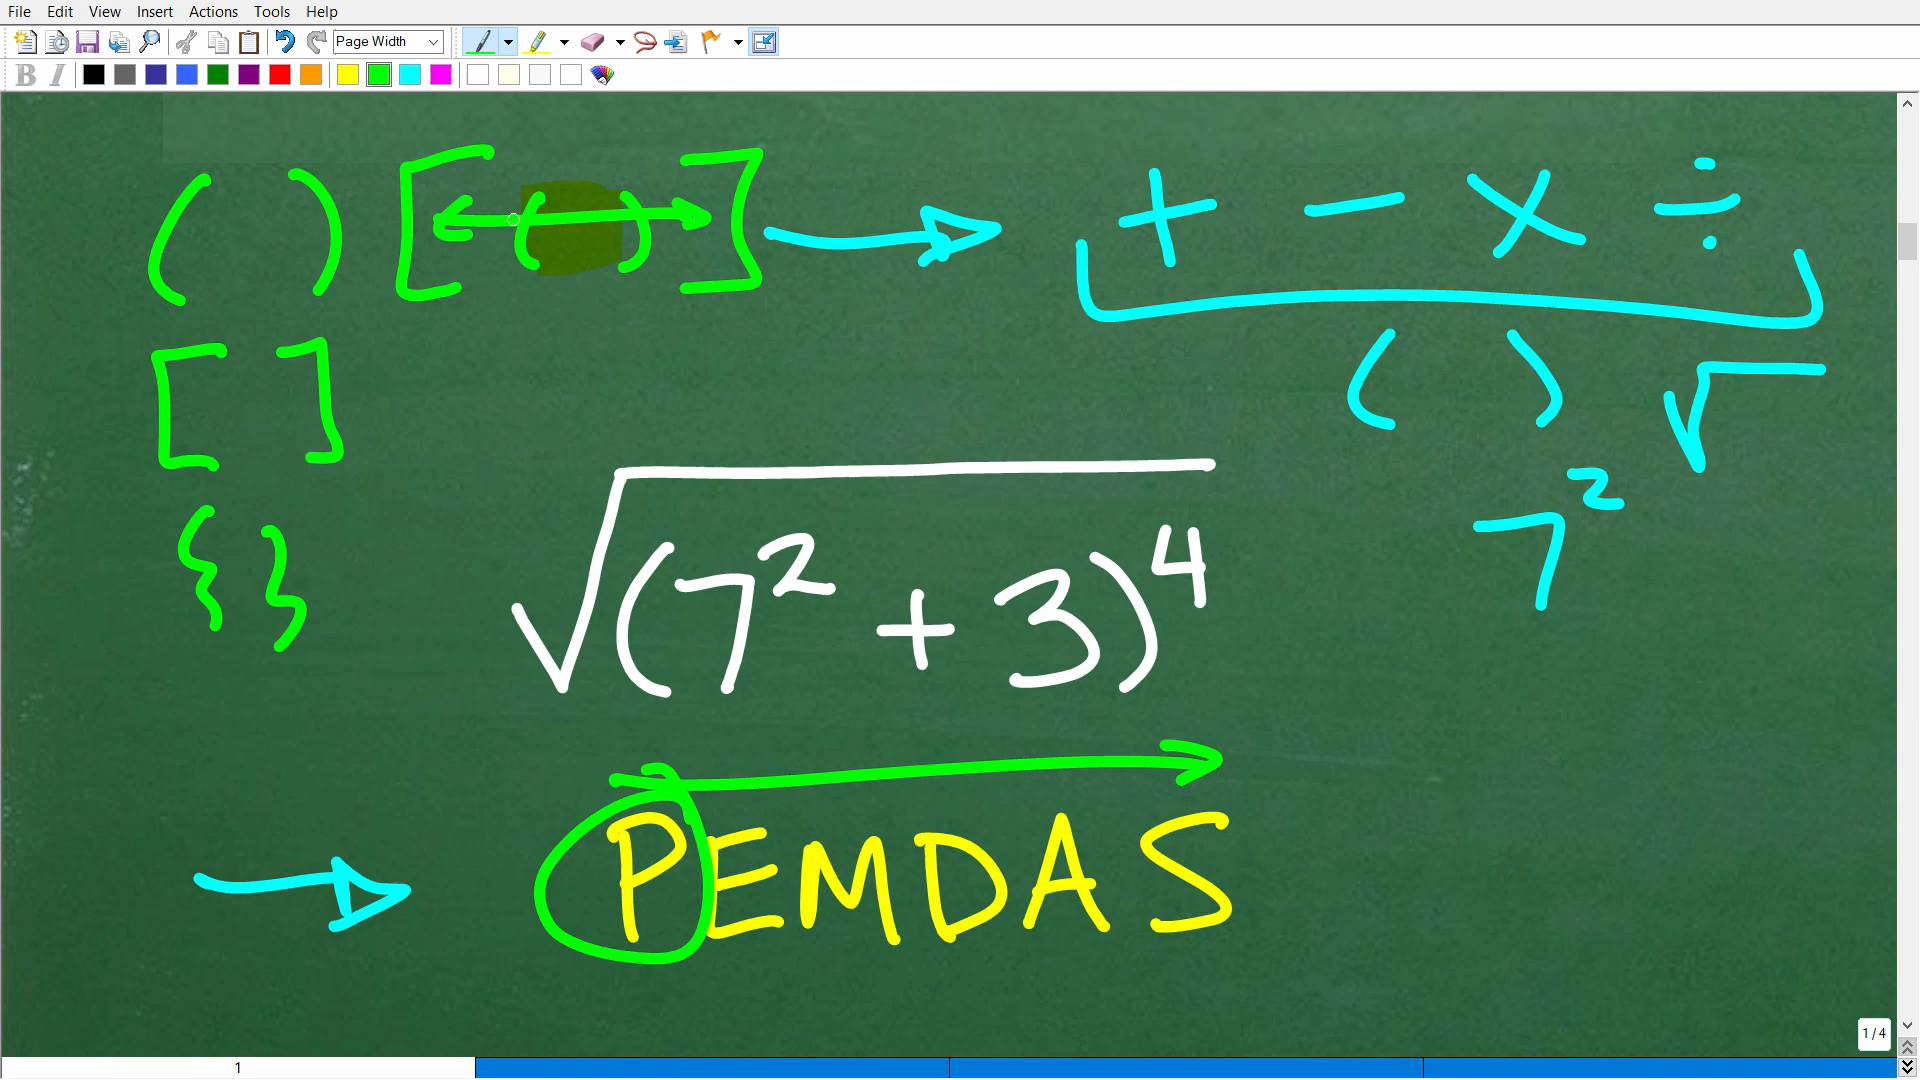 File Edit View Insert Actions Tools Help
Page Width
B I
( ) [ ( ) ] + - × ÷
[ ] ( ) √
{ } 7²
√(7² + 3)⁴
PEMDAS
1 / 4
1